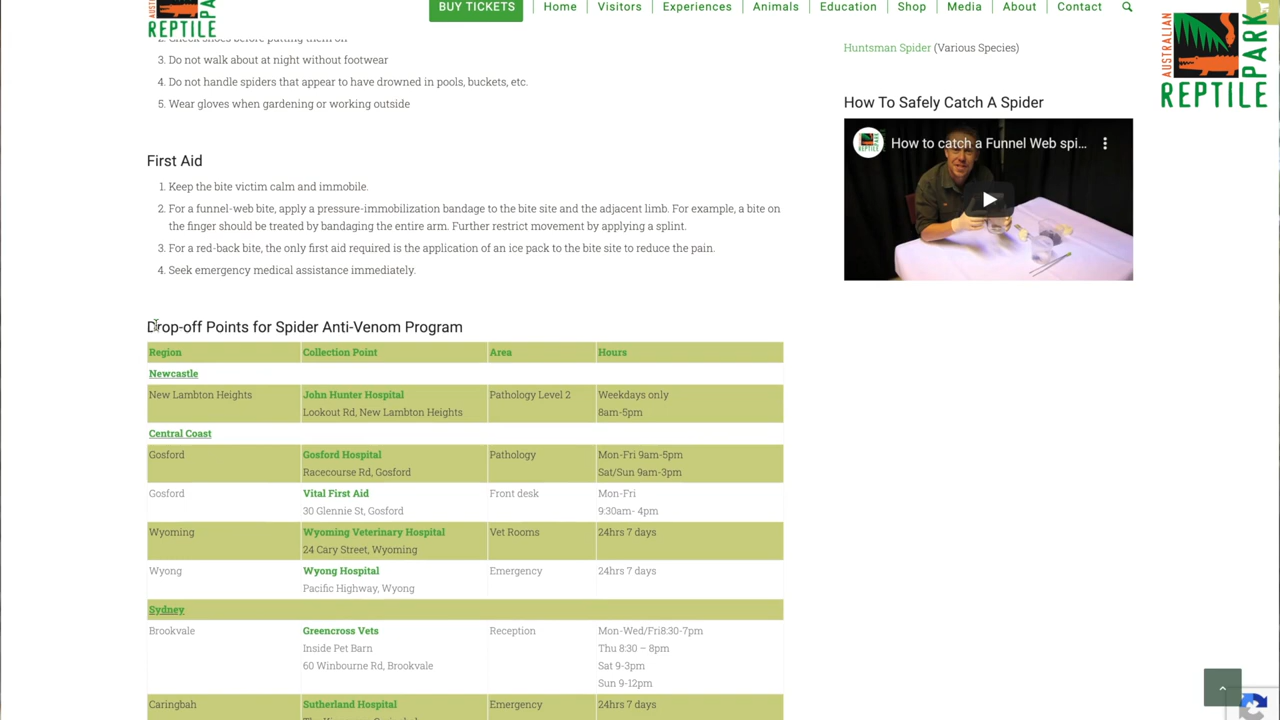 AUSTRALIAN
REPTILE PARK
BUY TICKETS
Home
Visitors
Experiences
Animals
Education
Shop
Media
About
Contact
2. Check shoes before putting them on
3. Do not walk about at night without footwear
4. Do not handle spiders that appear to have drowned in pools, buckets, etc.
5. Wear gloves when gardening or working outside
First Aid
1. Keep the bite victim calm and immobile.
2. For a funnel-web bite, apply a pressure-immobilization bandage to the bite site and the adjacent limb. For example, a bite on
the finger should be treated by bandaging the entire arm. Further restrict movement by applying a splint.
3. For a red-back bite, the only first aid required is the application of an ice pack to the bite site to reduce the pain.
4. Seek emergency medical assistance immediately.
Drop-off Points for Spider Anti-Venom Program
Region Collection Point Area Hours
Newcastle
New Lambton Heights John Hunter Hospital Pathology Level 2 Weekdays only
Lookout Rd, New Lambton Heights 8am-5pm
Central Coast
Gosford Gosford Hospital Pathology Mon-Fri 9am-5pm
Racecourse Rd, Gosford Sat/Sun 9am-3pm
Gosford Vital First Aid Front desk Mon-Fri
30 Glennie St, Gosford 9:30am- 4pm
Wyoming Wyoming Veterinary Hospital Vet Rooms 24hrs 7 days
24 Cary Street, Wyoming
Wyong Wyong Hospital Emergency 24hrs 7 days
Pacific Highway, Wyong
Sydney
Brookvale Greencross Vets Reception Mon-Wed/Fri8:30-7pm
Inside Pet Barn Thu 8:30 – 8pm
60 Winbourne Rd, Brookvale Sat 9-3pm
Sun 9-12pm
Caringbah Sutherland Hospital Emergency 24hrs 7 days
Huntsman Spider (Various Species)
How To Safely Catch A Spider
How to catch a Funnel Web spi...
AUSTRALIAN
REPTILE PARK